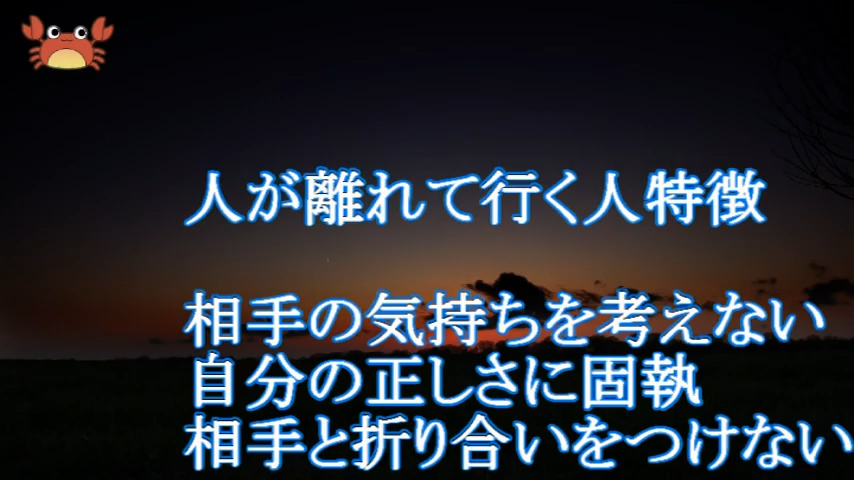 人が離れて行く人特徴
相手の気持ちを考えない
自分の正しさに固執
相手と折り合いをつけない